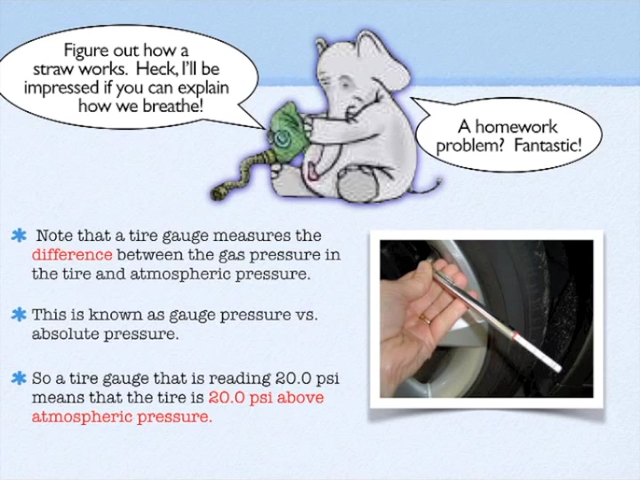 Figure out how a
straw works. Heck, I'll be
impressed if you can explain
how we breathe!
A homework
problem? Fantastic!
Note that a tire gauge measures the
difference between the gas pressure in
the tire and atmospheric pressure.
This is known as gauge pressure vs.
absolute pressure.
So a tire gauge that is reading 20.0 psi
means that the tire is 20.0 psi above
atmospheric pressure.